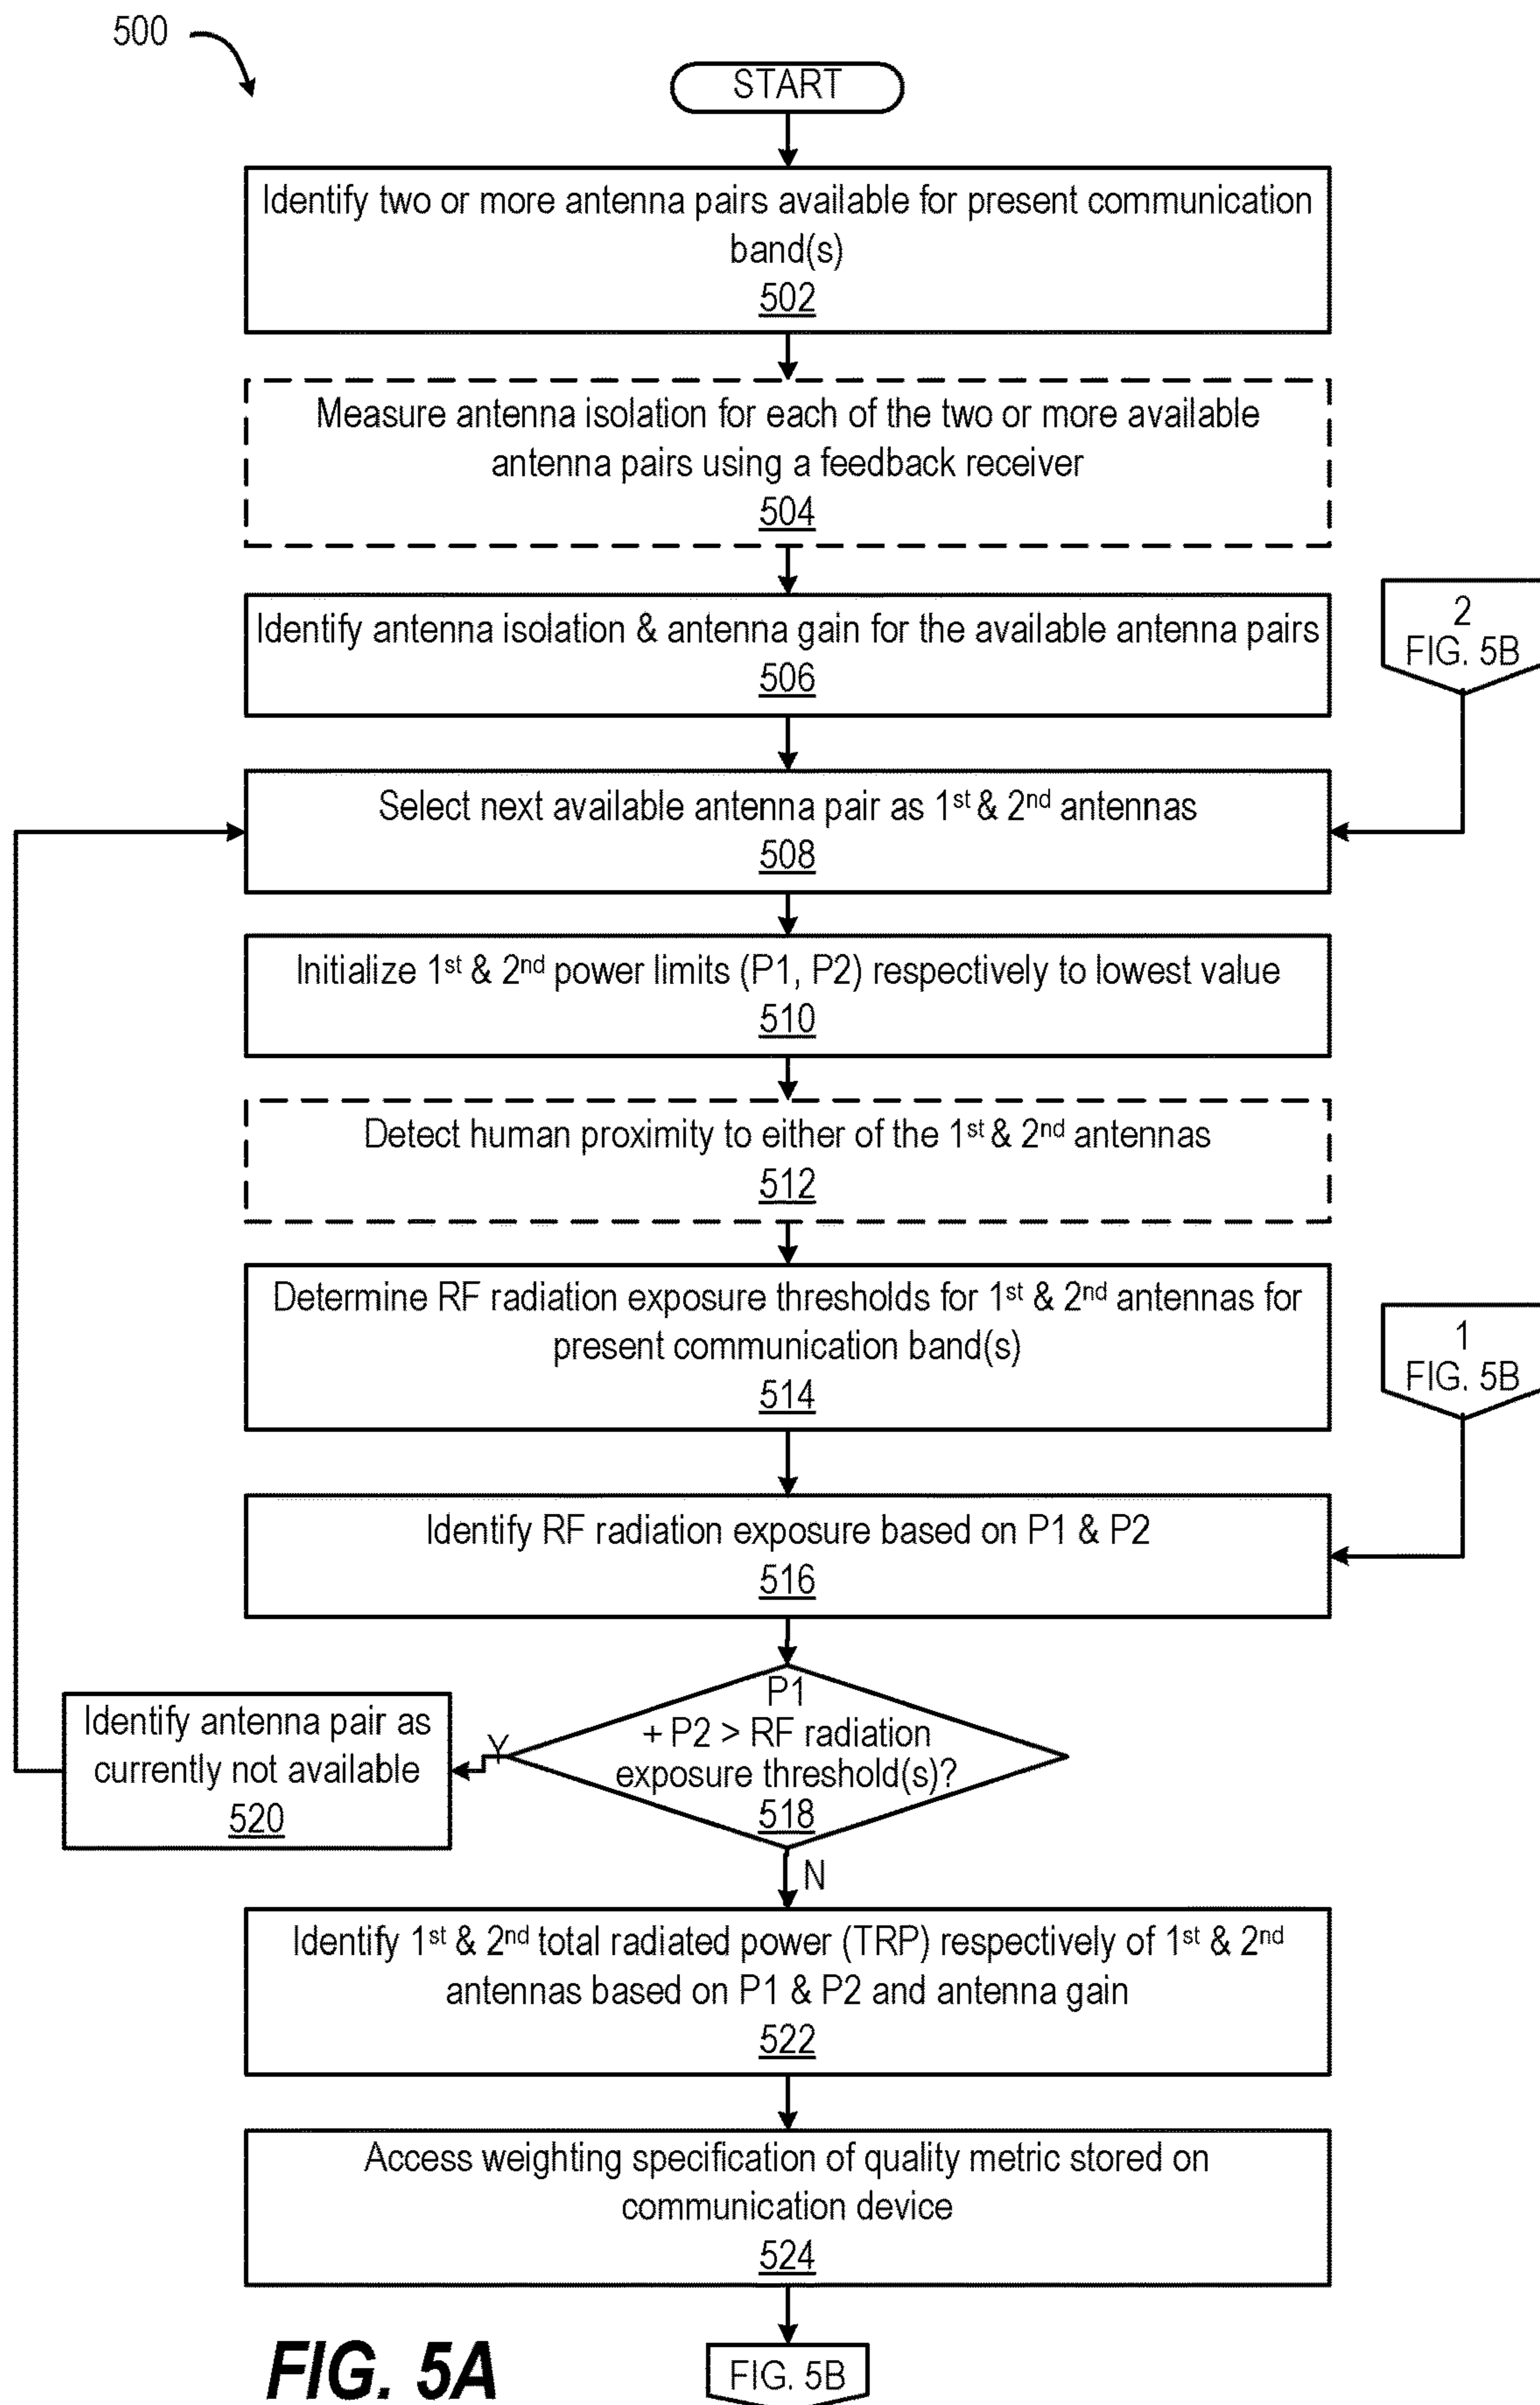 500
START
Identify two or more antenna pairs available for present communication
band(s)
502
Measure antenna isolation for each of the two or more available
antenna pairs using a feedback receiver
504
Identify antenna isolation & antenna gain for the available antenna pairs
506
2
FIG. 5B
Select next available antenna pair as 1st & 2nd antennas
508
Initialize 1st & 2nd power limits (P1, P2) respectively to lowest value
510
Detect human proximity to either of the 1st & 2nd antennas
512
Determine RF radiation exposure thresholds for 1st & 2nd antennas for
present communication band(s)
514
1
FIG. 5B
Identify RF radiation exposure based on P1 & P2
516
P1
+ P2 > RF radiation
exposure threshold(s)?
518
Y
Identify antenna pair as
currently not available
520
N
Identify 1st & 2nd total radiated power (TRP) respectively of 1st & 2nd
antennas based on P1 & P2 and antenna gain
522
Access weighting specification of quality metric stored on
communication device
524
FIG. 5A
FIG. 5B